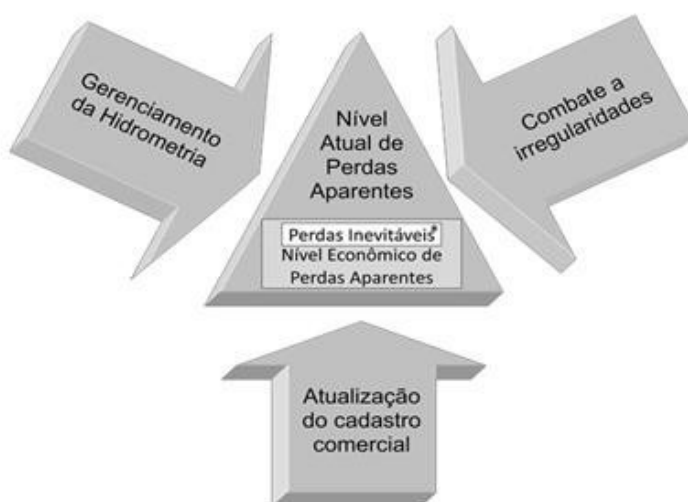 Gerenciamento
da Hidrometria
Nível
Atual de
Perdas
Aparentes
Combate a
irregularidades
Perdas Inevitáveis*
Nível Econômico de
Perdas Aparentes
Atualização
do cadastro
comercial